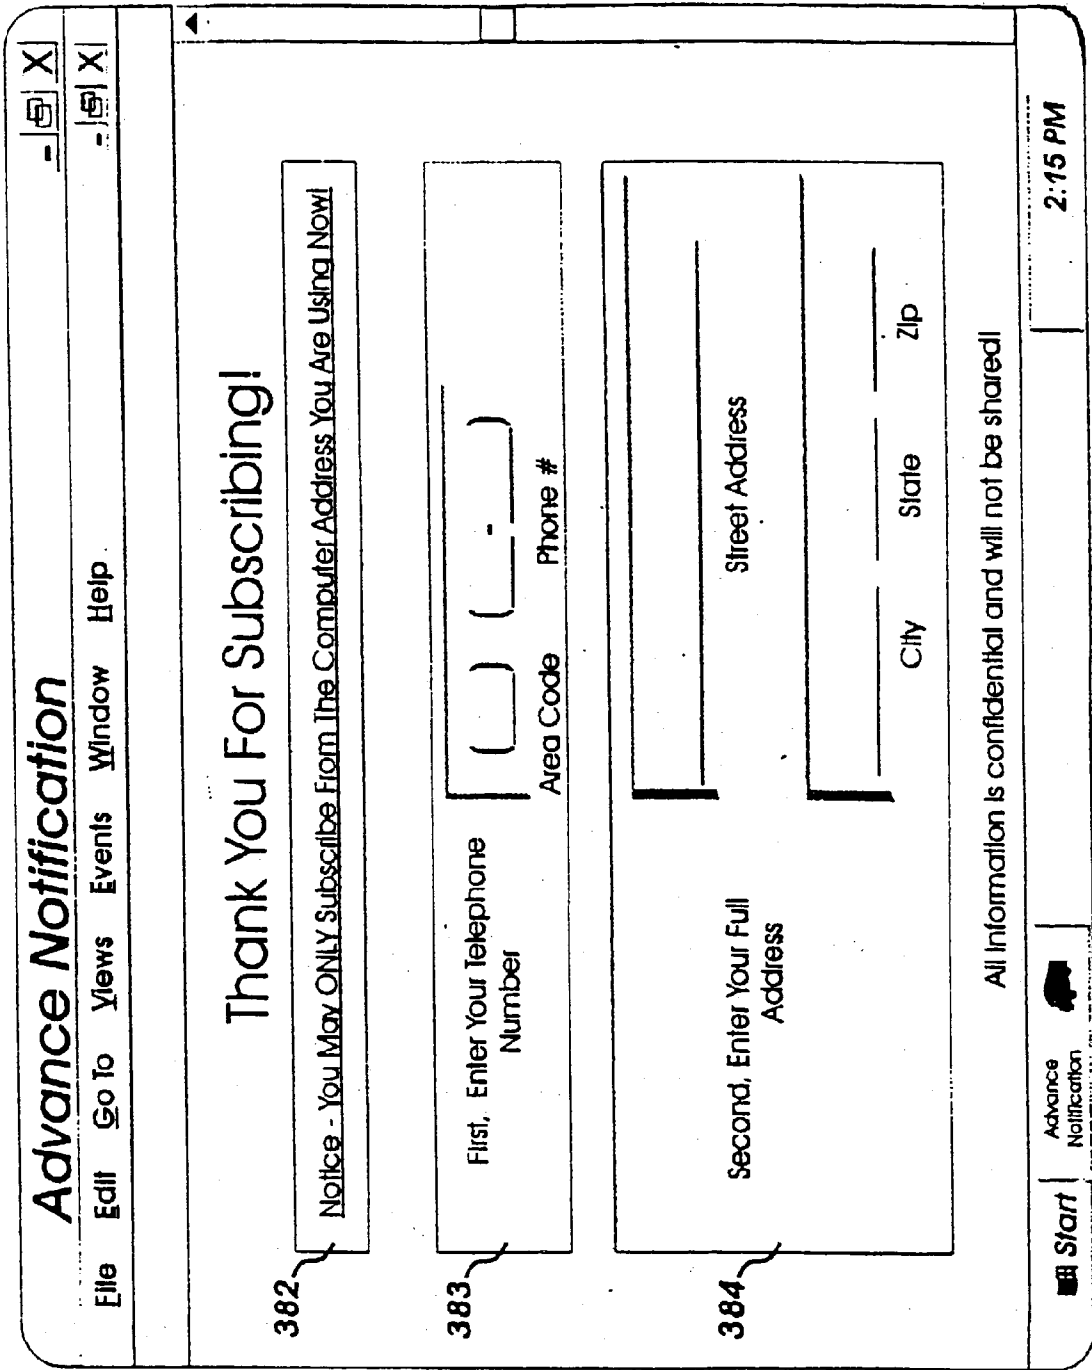 Advance Notification
File Edit Go To Views Events Window Help
Thank You For Subscribing!
382
Notice - You May ONLY Subscribe From The Computer Address You Are Using Now!
383
First, Enter Your Telephone
Number
( ) ( - )
Area Code Phone #
384
Second, Enter Your Full
Address
Street Address
City State Zip
All Information is confidential and will not be shared!
Start
Advance
Notification
2:15 PM